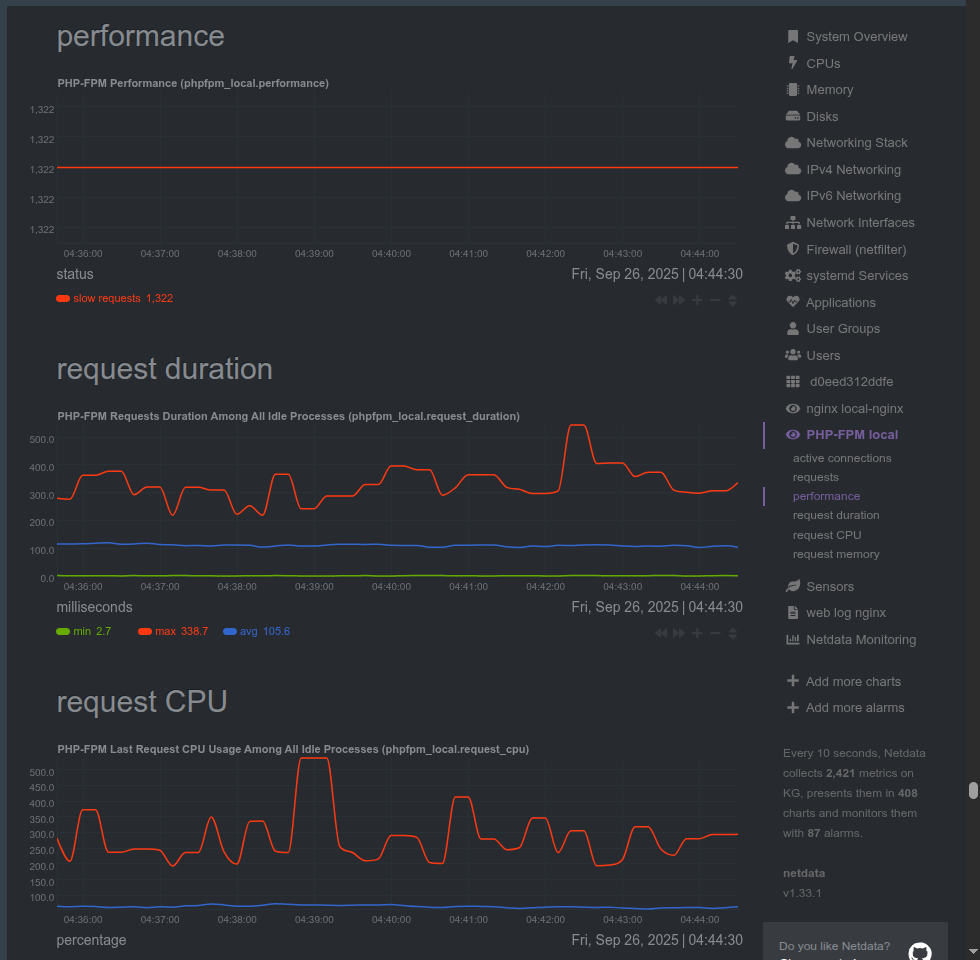 performance
PHP-FPM Performance (phpfpm_local.performance)
1,322
1,322
1,322
1,322
1,322
04:36:00 04:37:00 04:38:00 04:39:00 04:40:00 04:41:00 04:42:00 04:43:00 04:44:00
status Fri, Sep 26, 2025 | 04:44:30
slow requests 1,322
request duration
PHP-FPM Requests Duration Among All Idle Processes (phpfpm_local.request_duration)
500.0
400.0
300.0
200.0
100.0
0.0
04:36:00 04:37:00 04:38:00 04:39:00 04:40:00 04:41:00 04:42:00 04:43:00 04:44:00
milliseconds Fri, Sep 26, 2025 | 04:44:30
min 2.7 max 338.7 avg 105.6
request CPU
PHP-FPM Last Request CPU Usage Among All Idle Processes (phpfpm_local.request_cpu)
500.0
450.0
400.0
350.0
300.0
250.0
200.0
150.0
100.0
04:36:00 04:37:00 04:38:00 04:39:00 04:40:00 04:41:00 04:42:00 04:43:00 04:44:00
percentage Fri, Sep 26, 2025 | 04:44:30
System Overview
CPUs
Memory
Disks
Networking Stack
IPv4 Networking
IPv6 Networking
Network Interfaces
Firewall (netfilter)
systemd Services
Applications
User Groups
Users
d0eed312ddfe
nginx local-nginx
PHP-FPM local
active connections
requests
performance
request duration
request CPU
request memory
Sensors
web log nginx
Netdata Monitoring
Add more charts
Add more alarms
Every 10 seconds, Netdata
collects 2,421 metrics on
KG, presents them in 408
charts and monitors them
with 87 alarms.
netdata
v1.33.1
Do you like Netdata?